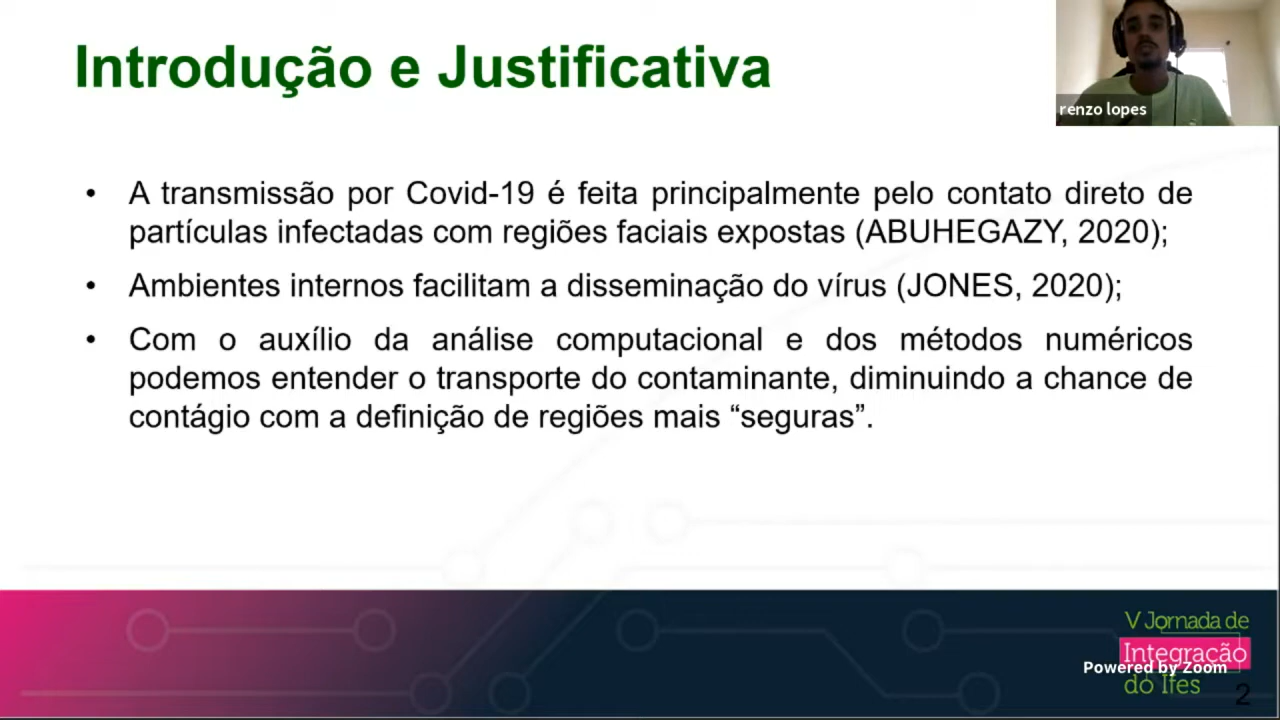 Introdução e Justificativa
renzo lopes
• A transmissão por Covid-19 é feita principalmente pelo contato direto de
partículas infectadas com regiões faciais expostas (ABUHEGAZY, 2020);
• Ambientes internos facilitam a disseminação do vírus (JONES, 2020);
• Com o auxílio da análise computacional e dos métodos numéricos
podemos entender o transporte do contaminante, diminuindo a chance de
contágio com a definição de regiões mais “seguras”.
V Jornada de
Integração
Powered by Zoom
do Ifes
2